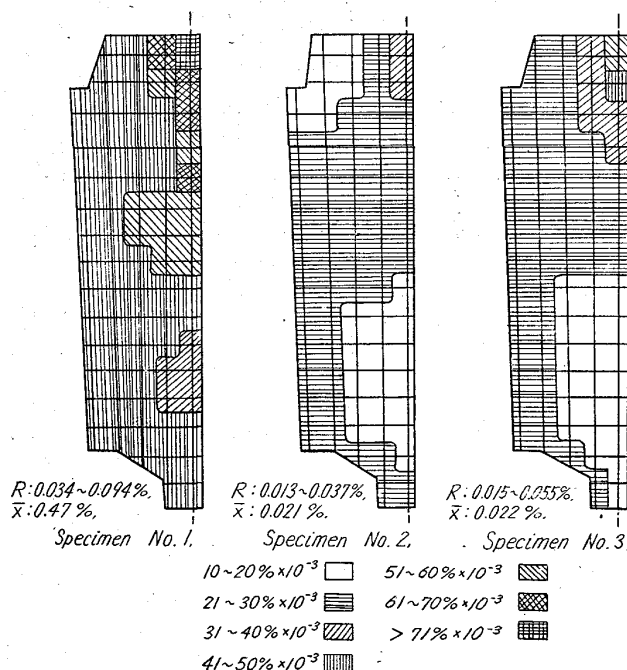 R:0.034~0.094%,
x̄:0.47%,
Specimen No.1,
R:0.013~0.037%,
x̄:0.021%.
Specimen No.2,
R:0.015~0.055%,
x̄:0.022%.
Specimen No.3,
10~20%×10⁻³
21~30%×10⁻³
31~40%×10⁻³
41~50%×10⁻³
51~60%×10⁻³
61~70%×10⁻³
>71%×10⁻³